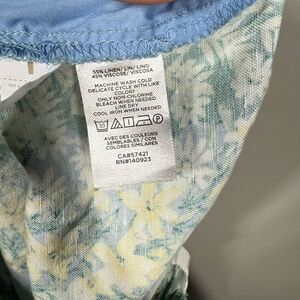 55% LINEN/ LIN/ LINO
45% VISCOSE/ VISCOSA
MACHINE WASH COLD
DELICATE CYCLE WITH LIKE
COLORS
ONLY NON-CHLORINE
BLEACH WHEN NEEDED
LINE DRY
COOL IRON WHEN NEEDED
AVEC DES COULEURS
SEMBLABLES / CON
COLORES SIMILARES
CA#57421
RN#140923